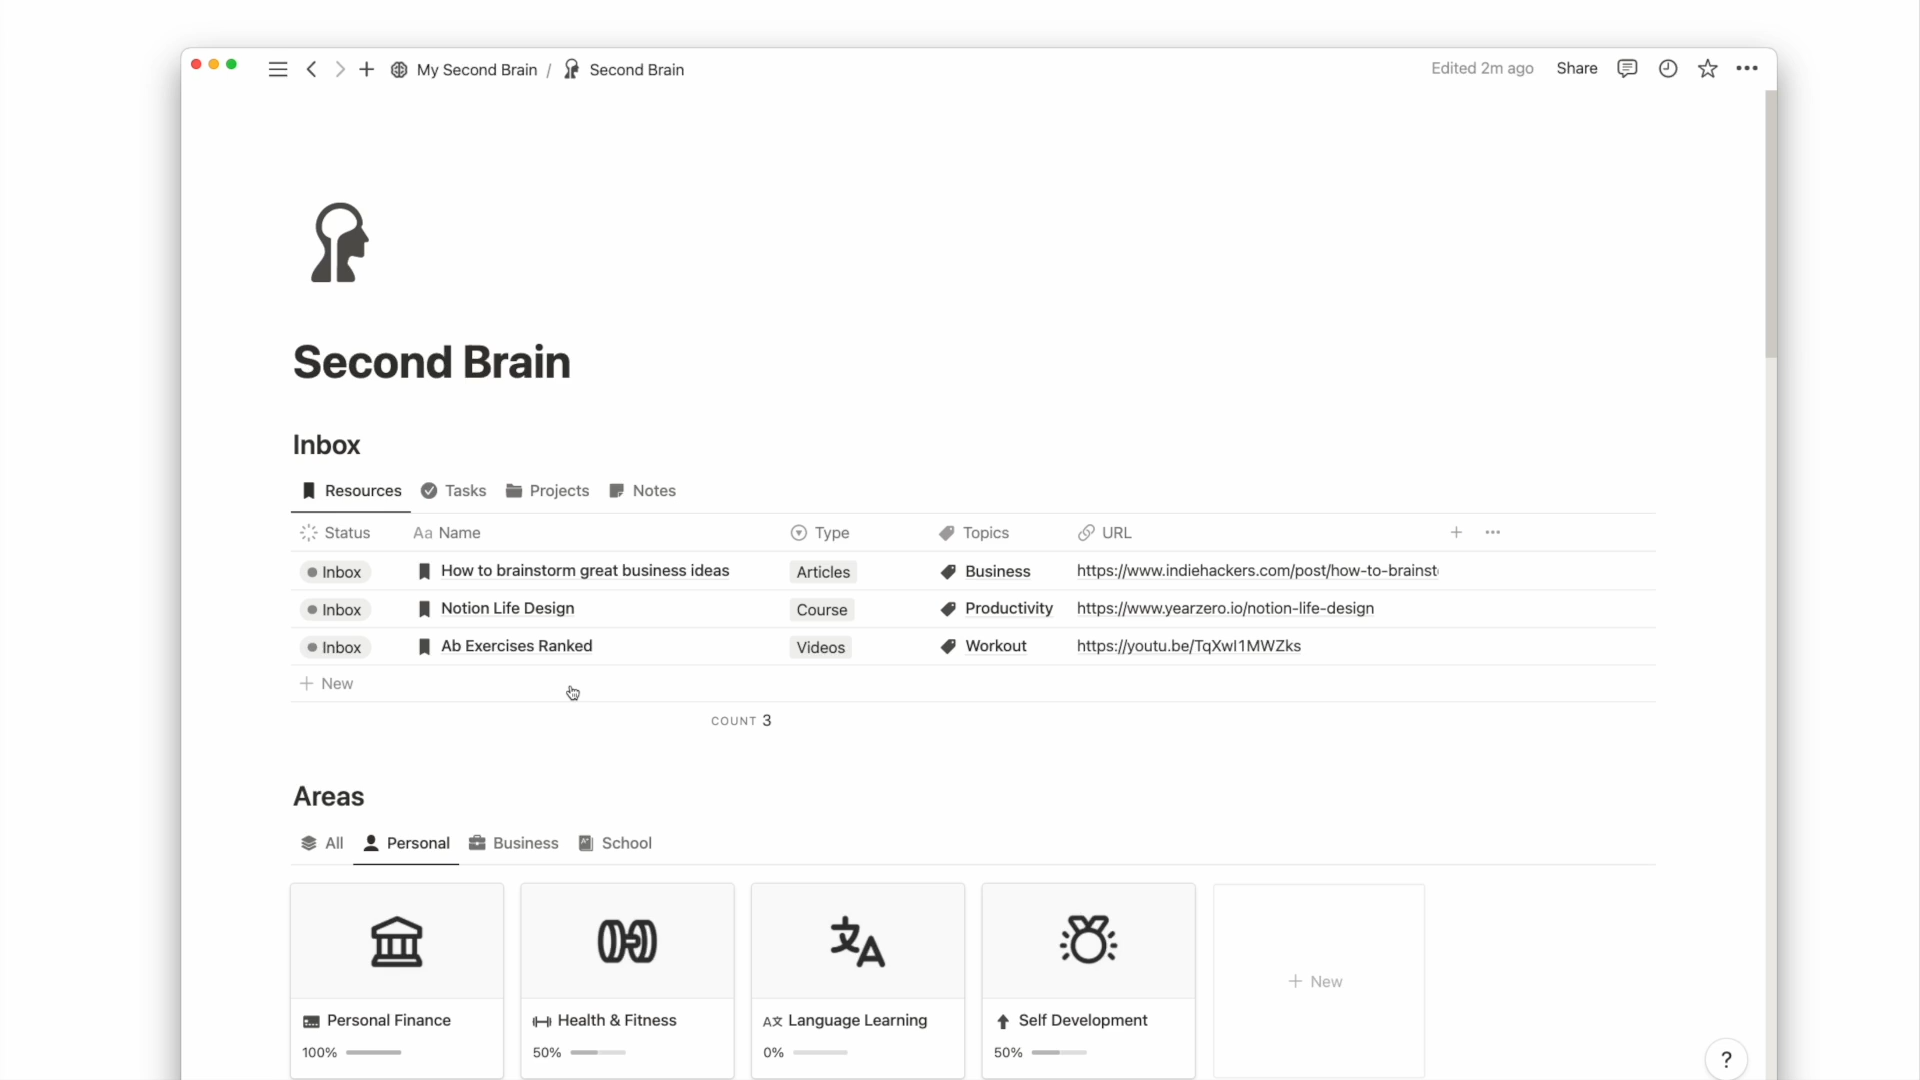 My Second Brain / Second Brain
Edited 2m ago Share
Second Brain
Inbox
Resources Tasks Projects Notes
Status Aa Name Type Topics URL
Inbox How to brainstorm great business ideas Articles Business https://www.indiehackers.com/post/how-to-brainst
Inbox Notion Life Design Course Productivity https://www.yearzero.io/notion-life-design
Inbox Ab Exercises Ranked Videos Workout https://youtu.be/TqXwI1MWZks
+ New
COUNT 3
Areas
All Personal Business School
文A
+ New
Personal Finance Health & Fitness A文 Language Learning Self Development
100% 50% 0% 50%
?